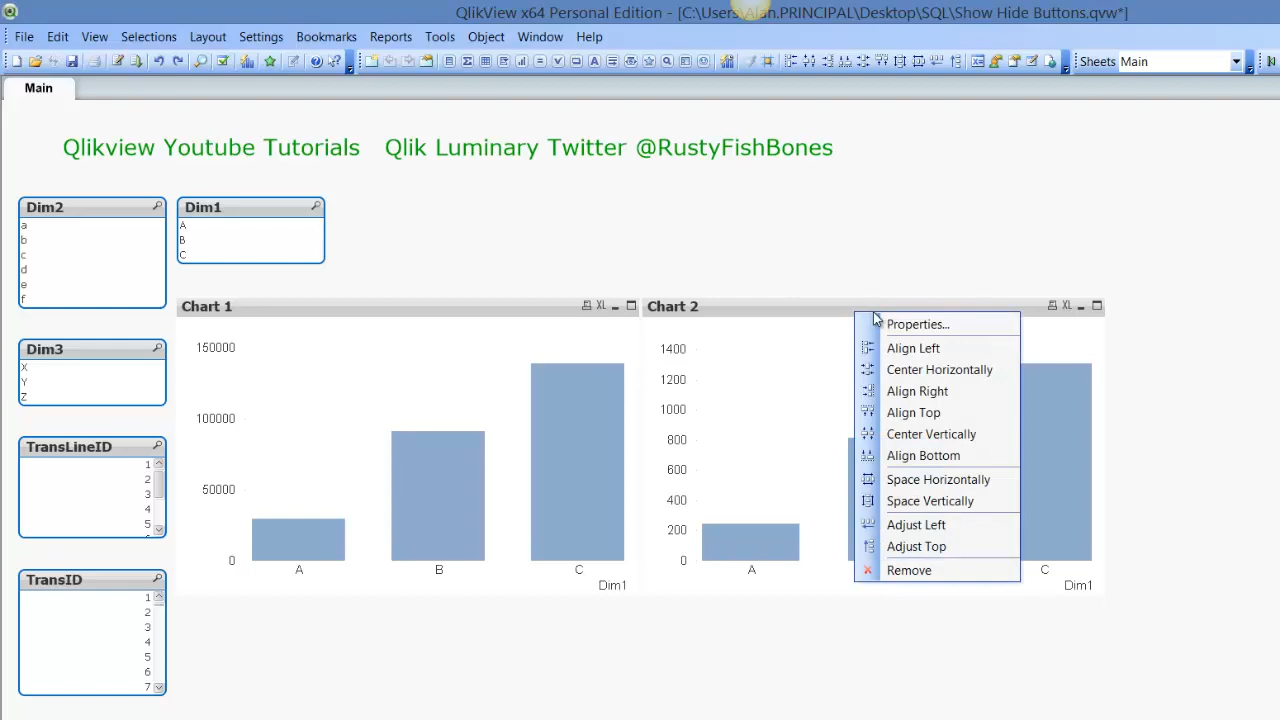 QlikView x64 Personal Edition - [C:\Users\Alan.PRINCIPAL\Desktop\SQL\Show Hide Buttons.qvw*]
File Edit View Selections Layout Settings Bookmarks Reports Tools Object Window Help
Sheets Main
Main
Qlikview Youtube Tutorials Qlik Luminary Twitter @RustyFishBones
Dim2
a
b
c
d
e
f
Dim1
A
B
C
Dim3
X
Y
Z
TransLineID
1
2
3
4
5
TransID
1
2
3
4
5
6
7
Chart 1 XL
150000
100000
50000
0
A B C
Dim1
Chart 2 XL
1400
1200
1000
800
600
400
200
0
A C
Dim1
Properties...
Align Left
Center Horizontally
Align Right
Align Top
Center Vertically
Align Bottom
Space Horizontally
Space Vertically
Adjust Left
Adjust Top
Remove